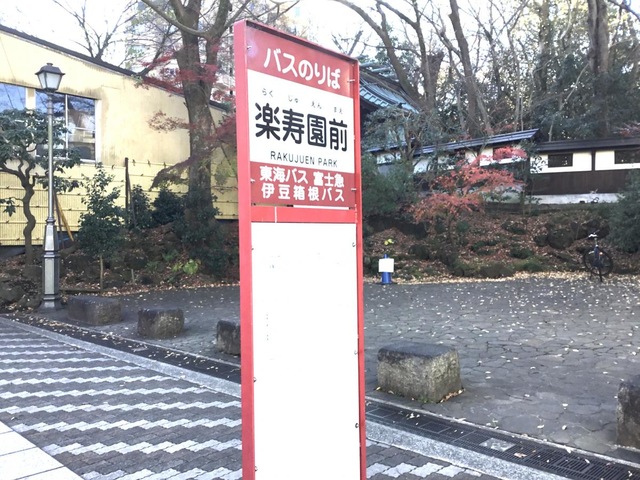 バスのりば
らく じゅ えん まえ
楽寿園前
RAKUJUEN PARK
東海バス 富士急
伊豆箱根バス